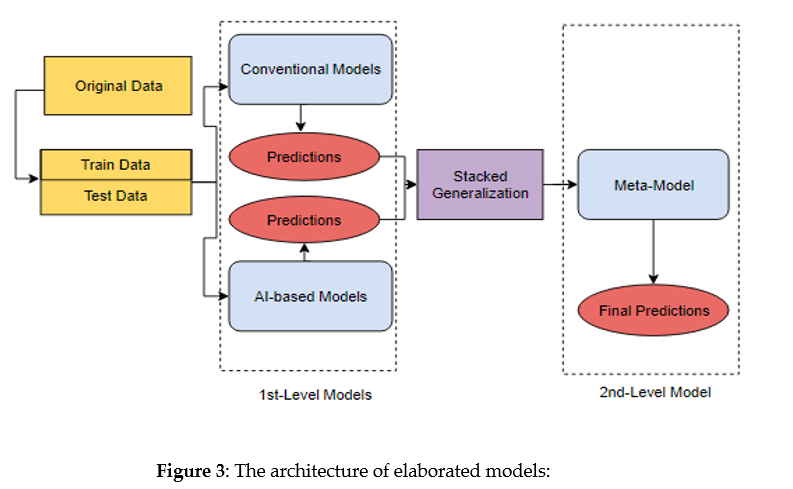 Original Data
Train Data
Test Data
Conventional Models
Predictions
Predictions
AI-based Models
1st-Level Models
Stacked
Generalization
Meta-Model
Final Predictions
2nd-Level Model
Figure 3: The architecture of elaborated models: